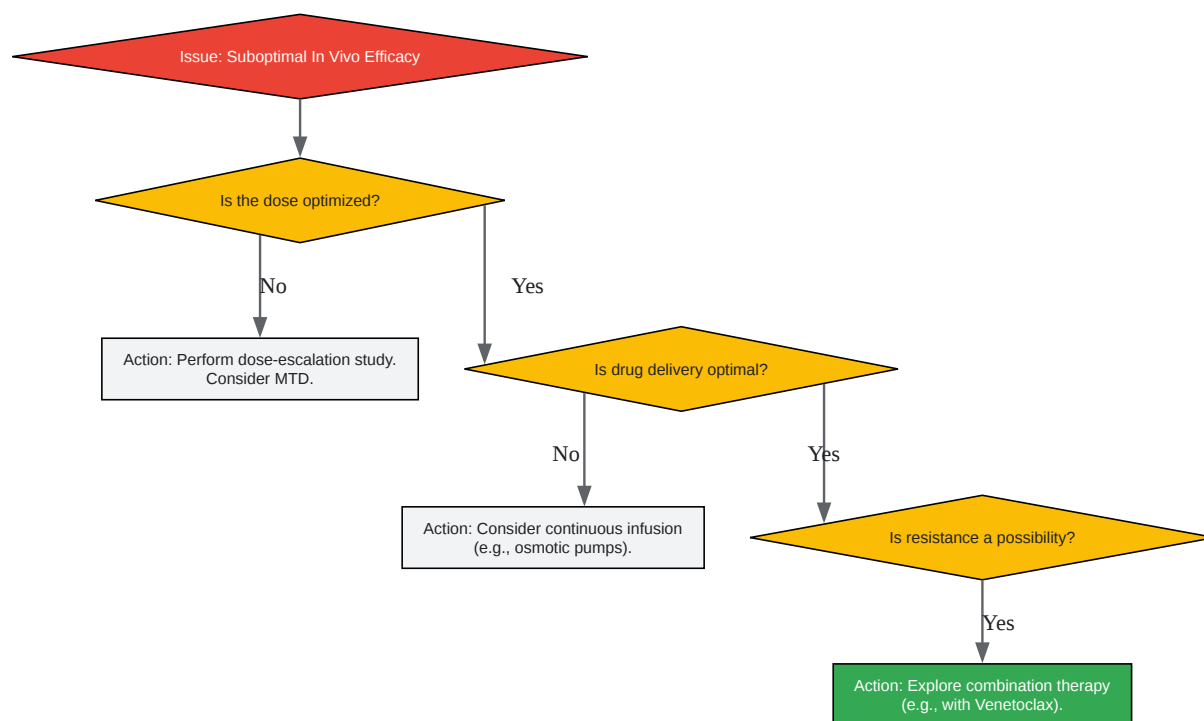 Issue: Suboptimal In Vivo Efficacy
Is the dose optimized?
No
Yes
Action: Perform dose-escalation study.
Consider MTD.
Is drug delivery optimal?
No
Yes
Action: Consider continuous infusion
(e.g., osmotic pumps).
Is resistance a possibility?
Yes
Action: Explore combination therapy
(e.g., with Venetoclax).